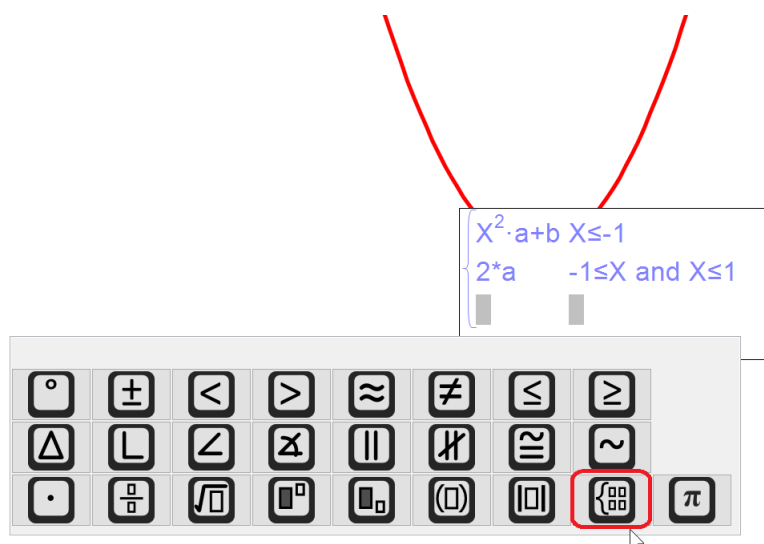 X²·a+b X≤-1
2*a -1≤X and X≤1
° ± < > ≈ ≠ ≤ ≥
Δ ∟ ∠ ∡ ∥ ∦ ≅ ~
· ▯/▯ √▯ ▮▯ ▮▯ (▯) |▯| {▯▯▯▯ π